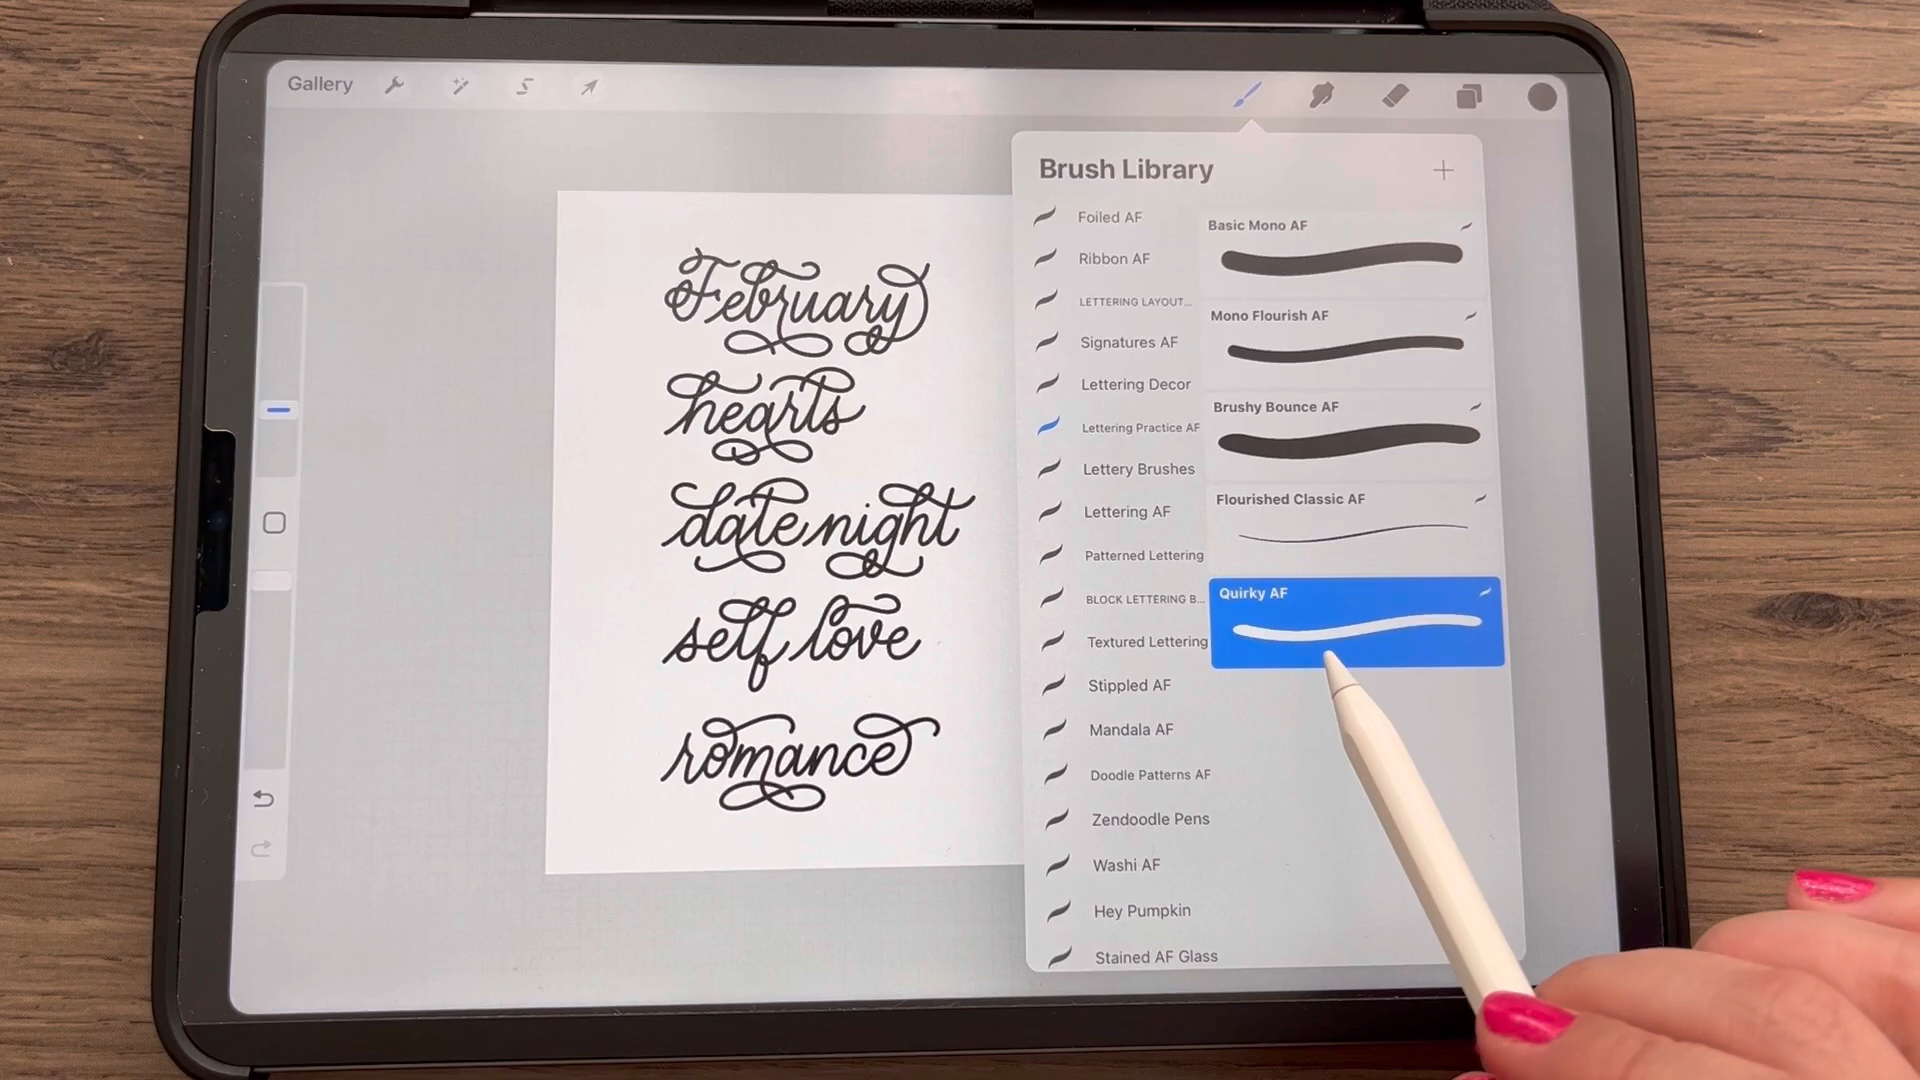 Gallery
February
hearts
date night
self love
romance
Brush Library
Foiled AF
Ribbon AF
LETTERING LAYOUT...
Signatures AF
Lettering Decor
Lettering Practice AF
Lettery Brushes
Lettering AF
Patterned Lettering
BLOCK LETTERING B...
Textured Lettering
Stippled AF
Mandala AF
Doodle Patterns AF
Zendoodle Pens
Washi AF
Hey Pumpkin
Stained AF Glass
Basic Mono AF
Mono Flourish AF
Brushy Bounce AF
Flourished Classic AF
Quirky AF